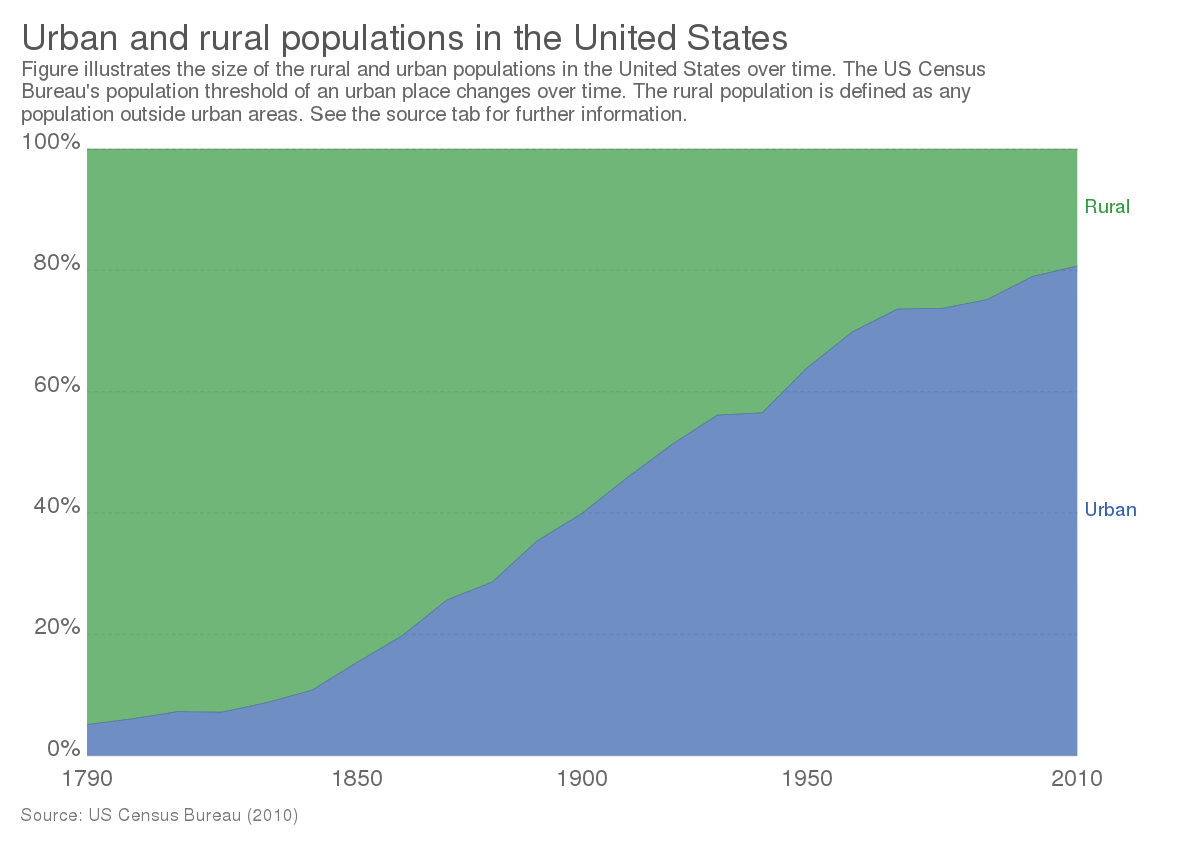 Urban and rural populations in the United States
Figure illustrates the size of the rural and urban populations in the United States over time. The US Census
Bureau's population threshold of an urban place changes over time. The rural population is defined as any
population outside urban areas. See the source tab for further information.
100%
Rural
80%
60%
40%
Urban
20%
0%
1790 1850 1900 1950 2010
Source: US Census Bureau (2010)